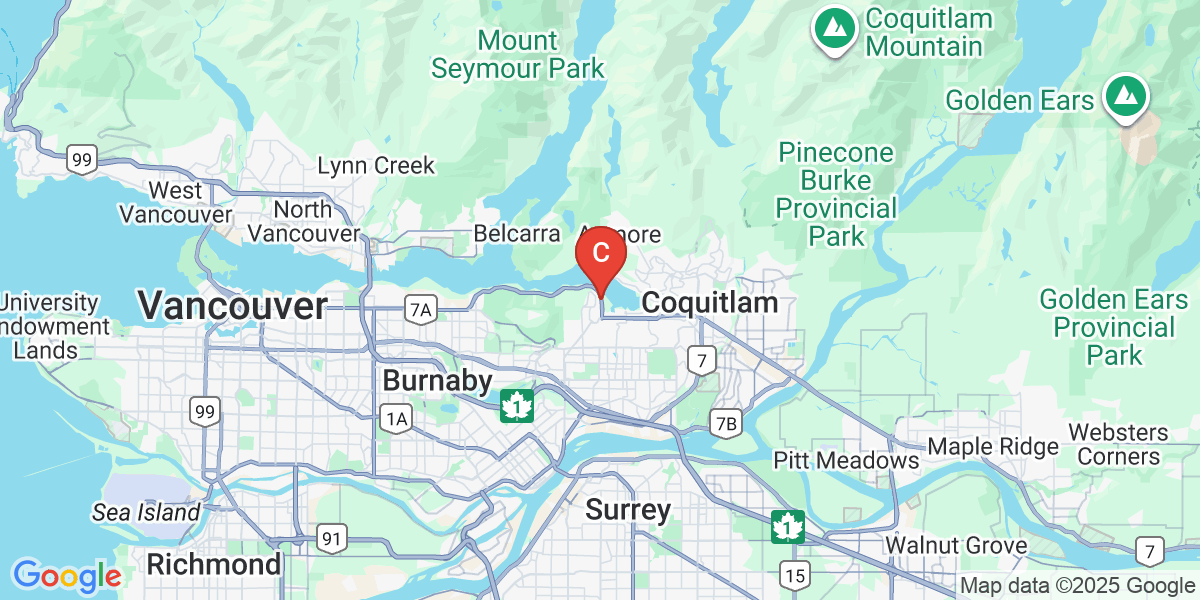 Coquitlam
Mountain
Mount
Seymour Park
Golden Ears
99
Lynn Creek
Pinecone
Burke
Provincial
Park
West
Vancouver
North
Vancouver
Belcarra
C
University
ndowment
Lands
Vancouver
7A
Coquitlam
Golden Ears
Provincial
Park
7
Burnaby
1
99
1A
7B
Maple Ridge
Websters
Corners
Pitt Meadows
Sea Island
Surrey
1
91
Walnut Grove
7
Richmond
15
Google
Map data ©2025 Google